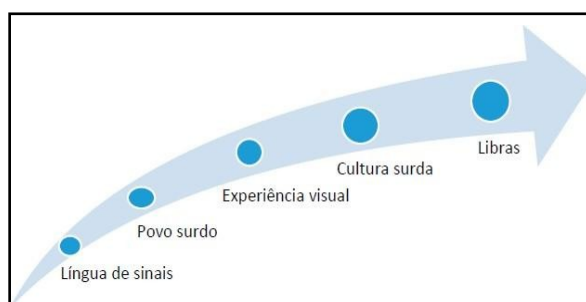 Língua de sinais
Povo surdo
Experiência visual
Cultura surda
Libras